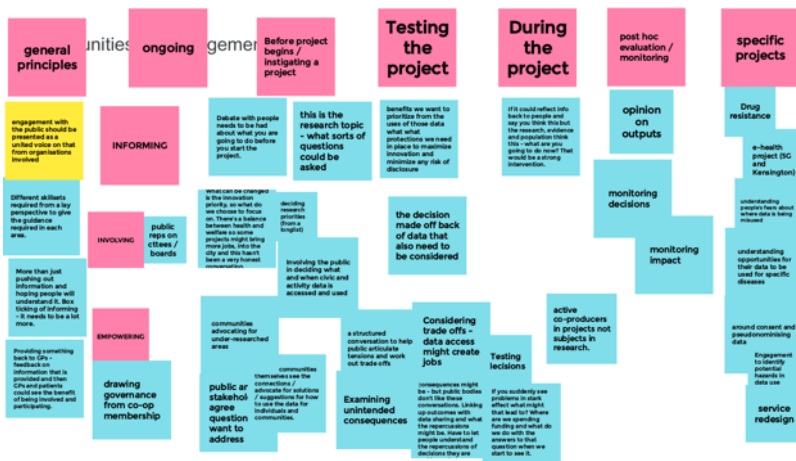 general
principles
unities
ongoing
gemen
Before project
begins /
instigating a
project
Testing
the
project
During
the
project
post hoc
evaluation /
monitoring
specific
projects
engagement with
the public should be
presented as a
united voice on that
from organisations
involved
INFORMING
Debate with people
needs to be had
about what you are
going to do before
you start the
project.
this is the
research topic
- what sorts of
questions
could be
asked
benefits we want to
prioritize from the
uses of those data
what what
protections we need
in place to maximize
innovation and
minimize any risk of
disclosure
If it could reflect info
back to people and
say you think this but
the research, evidence
and population think
this - what are you
going to do now? That
would be a strong
intervention.
opinion
on
outputs
Drug
resistance
e-health
project (SG
and
Kensington)
Different skillsets
required from a lay
perspective to give
the guidance
required in each
area.
INVOLVING
public
reps on
cttees /
boards
What can be changed
is the innovation
priority, so what do
we choose to focus
on. There's a balance
between health and
welfare so some
projects might bring
more jobs, into the
city and this hasn't
been a very honest
conversation.
deciding
research
priorities
(from a
longlist)
Involving the public
in deciding what
and when civic and
activity data is
accessed and used
the decision
made off back
of data that
also need to
be considered
monitoring
decisions
monitoring
impact
understanding
people's fears about
where data is being
misused
understanding
opportunities for
their data to be
used for specific
diseases
More than just
pushing out
information and
hoping people will
understand it. Box
ticking of informing
- it needs to be a lot
more.
EMPOWERING
communities
advocating for
under-researched
areas
a structured
conversation to help
public articulate
tensions and work
out trade offs
Considering
trade offs -
data access
might create
jobs
Testing
decisions
active
co-producers
in projects not
subjects in
research.
around consent and
pseudonominising
data
Engagement
to identify
potential
hazards in
data use
Providing something
back to GPs -
feedback on
information that is
provided and then
GPs and patients
could see the benefit
of being involved and
participating.
drawing
governance
from co-op
membership
public ar
stakehol
agree
question
want to
address
communities
themselves see the
connections /
advocate for solutions
/ suggestions for how
to use the data for
individuals and
communities.
Examining
unintended
consequences
consequences might
be - but public bodies
don't like these
conversations. Linking
up outcomes with
data sharing and what
the repercussions
might be. Have to let
people understand
the repercussions of
decisions they are
If you suddenly see
problems in stark
effect what might
that lead to? Where
are we spending
funding and what do
we do with the
answers to that
question when we
start to see it.
service
redesign